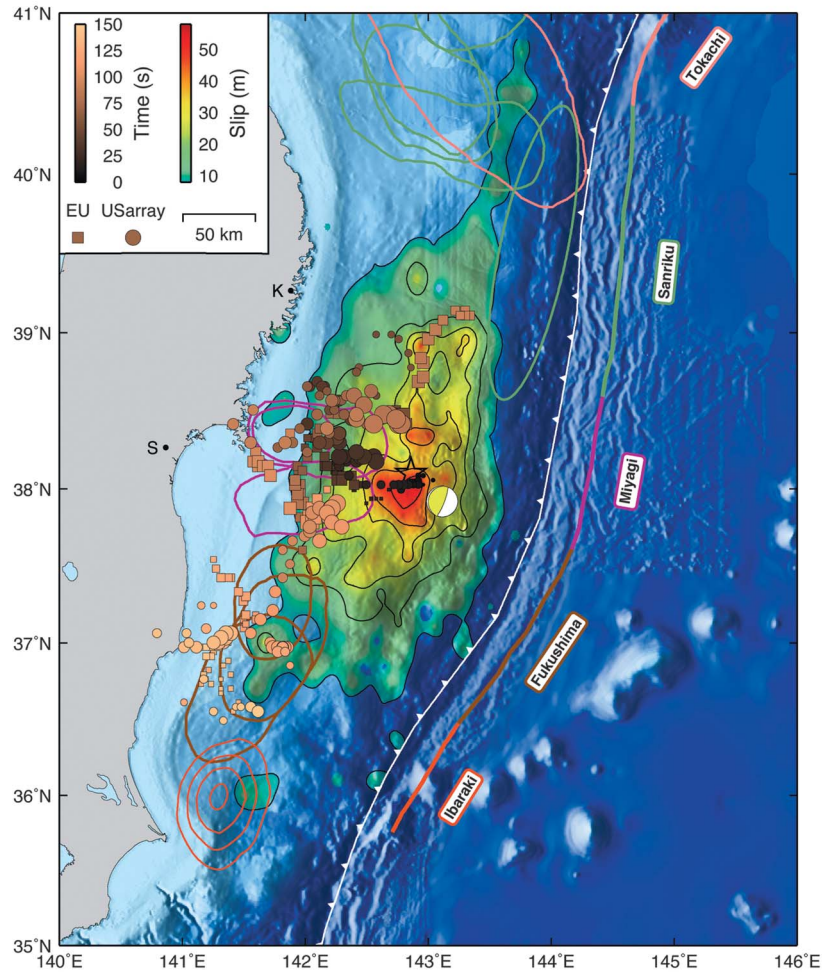 41°N
40°N
39°N
38°N
37°N
36°N
35°N
140°E
141°E
142°E
143°E
144°E
145°E
146°E
150
125
100
75
50
25
0
Time (s)
50
40
30
20
10
Slip (m)
EU USarray
50 km
K
S
Tokachi
Sanriku
Miyagi
Fukushima
Ibaraki